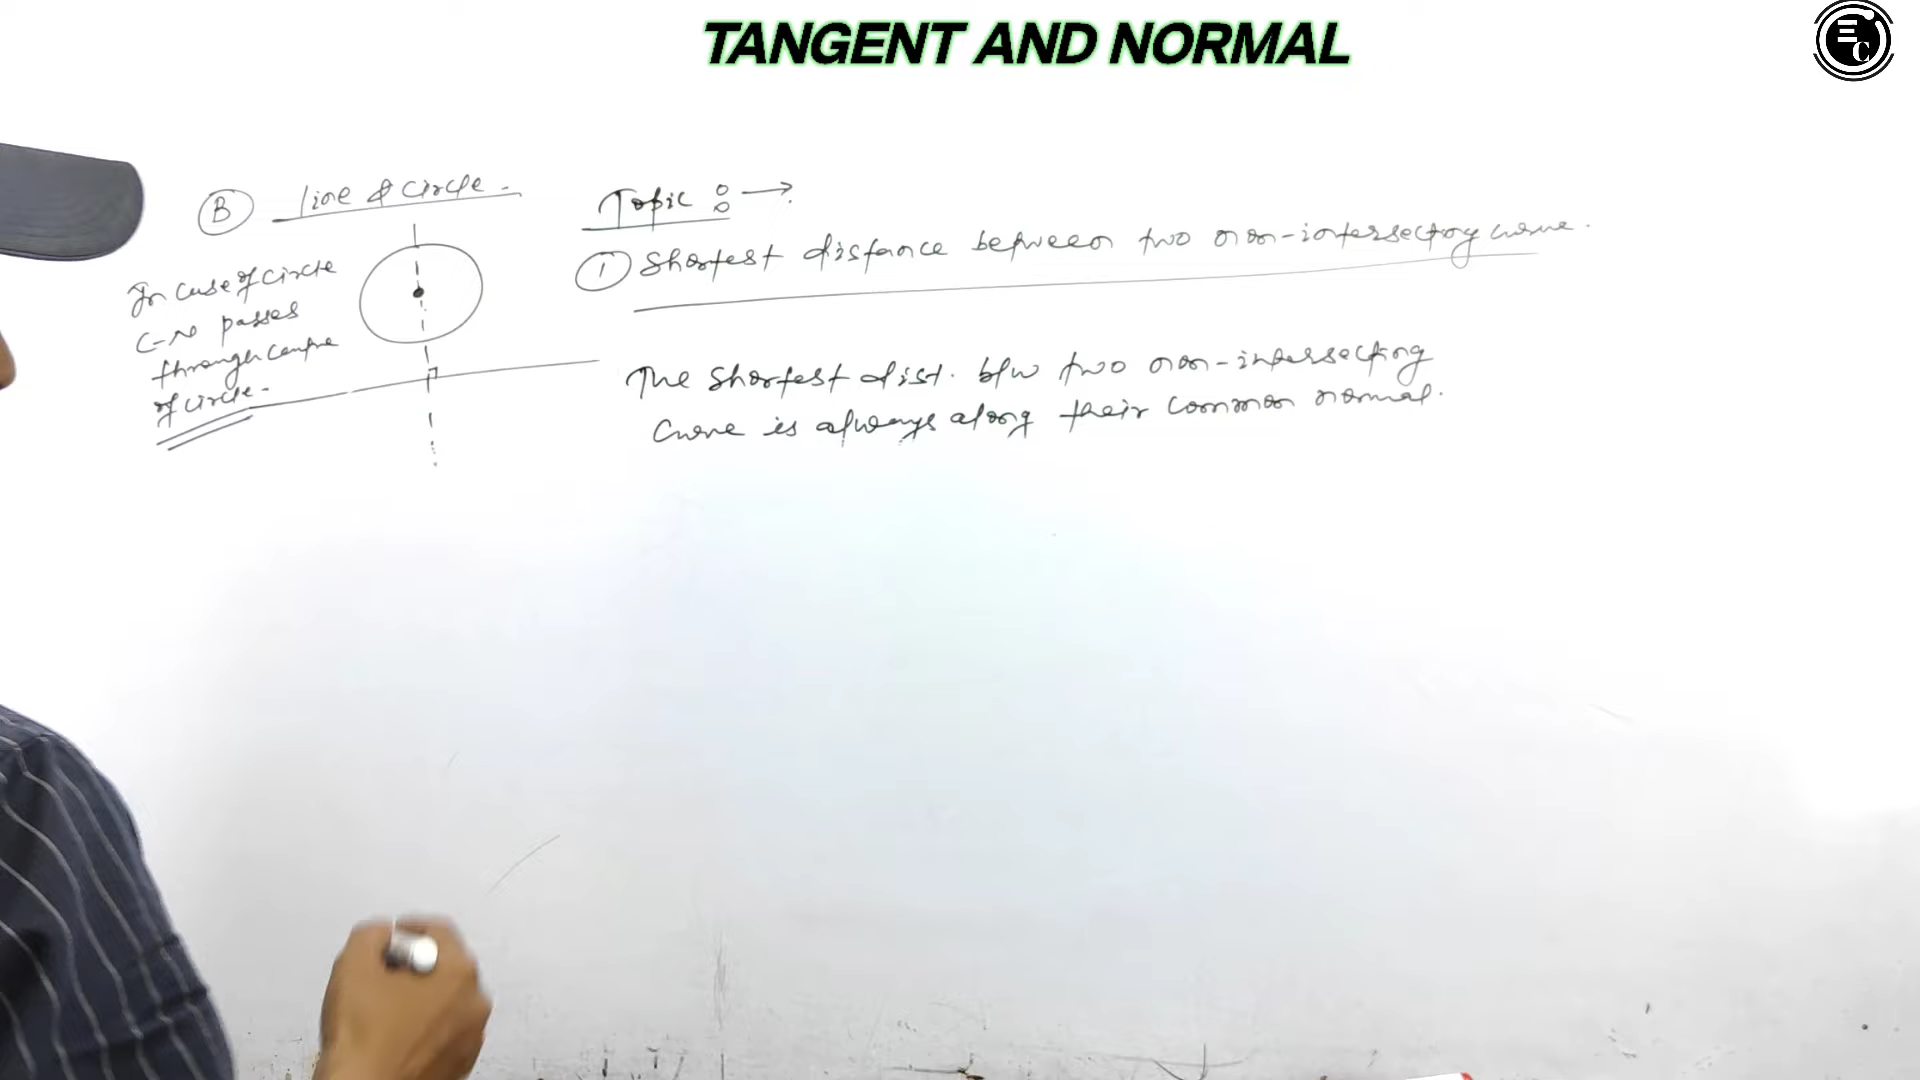 TANGENT AND NORMAL
B line & circle -
In case of circle
C-N passes
through centre
of circle -
Topic : →
1 Shortest distance between two non-intersecting curve.
The shortest dist. b/w two non-intersecting
curve is always along their common normal.